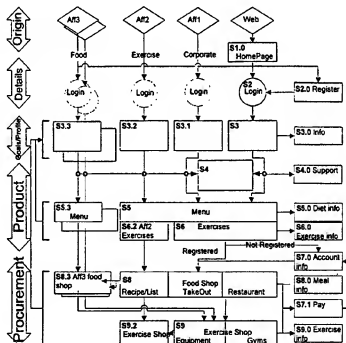 Origin
Aff3
Aff2
Aff1
Web
Food
Exercise
Corporate
S1.0
HomePage
Details
Login
Login
Login
S2
Login
S2.0 Register
Goals/Profiles
S3.3
S3.2
S3.1
S3
S3.0 Info
S4
S4.0 Support
Product
S5.3
Menu
S5
Menu
S5.0 Diet info
S6.2 Aff2
Exercises
S6 Exercises
S6.0
Exercise info
Registered
Not Registered
S7.0 Account
info
Procurement
S8.3 Aff3 food
shop
S8
Recipe/List
Food Shop
TakeOut
Restaurant
S8.0 Meal
info
S7.1 Pay
S9.2
Exercise Shop
S9
Equipment
Exercise Shop
Gyms
S9.0 Exercise
info